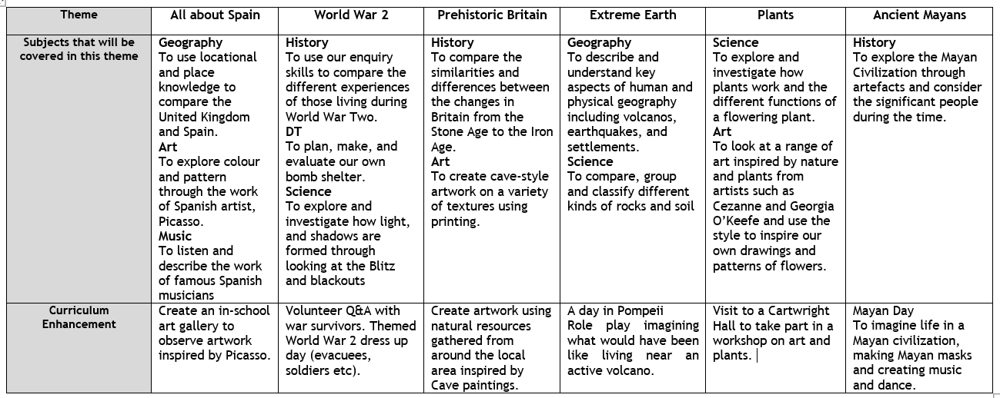 Theme
All about Spain
World War 2
Prehistoric Britain
Extreme Earth
Plants
Ancient Mayans
Subjects that will be
covered in this theme
Geography
To use locational
and place
knowledge to
compare the
United Kingdom
and Spain.
Art
To explore colour
and pattern
through the work
of Spanish artist,
Picasso.
Music
To listen and
describe the work
of famous Spanish
musicians
History
To use our enquiry
skills to compare the
different experiences
of those living during
World War Two.
DT
To plan, make, and
evaluate our own
bomb shelter.
Science
To explore and
investigate how light,
and shadows are
formed through
looking at the Blitz
and blackouts
History
To compare the
similarities and
differences between
the changes in
Britain from the
Stone Age to the Iron
Age.
Art
To create cave-style
artwork on a variety
of textures using
printing.
Geography
To describe and
understand key
aspects of human and
physical geography
including volcanos,
earthquakes, and
settlements.
Science
To compare, group
and classify different
kinds of rocks and soil
Science
To explore and
investigate how
plants work and the
different functions of
a flowering plant.
Art
To look at a range of
art inspired by nature
and plants from
artists such as
Cezanne and Georgia
O'Keefe and use the
style to inspire our
own drawings and
patterns of flowers.
History
To explore the Mayan
Civilization through
artefacts and consider
the significant people
during the time.
Curriculum
Enhancement
Create an in-school
art gallery to
observe artwork
inspired by Picasso.
Volunteer Q&A with
war survivors. Themed
World War 2 dress up
day (evacuees,
soldiers etc).
Create artwork using
natural resources
gathered from
around the local
area inspired by
Cave paintings.
A day in Pompeii
Role play imagining
what would have been
like living near an
active volcano.
Visit to a Cartwright
Hall to take part in a
workshop on art and
plants.
Mayan Day
To imagine life in a
Mayan civilization,
making Mayan masks
and creating music
and dance.